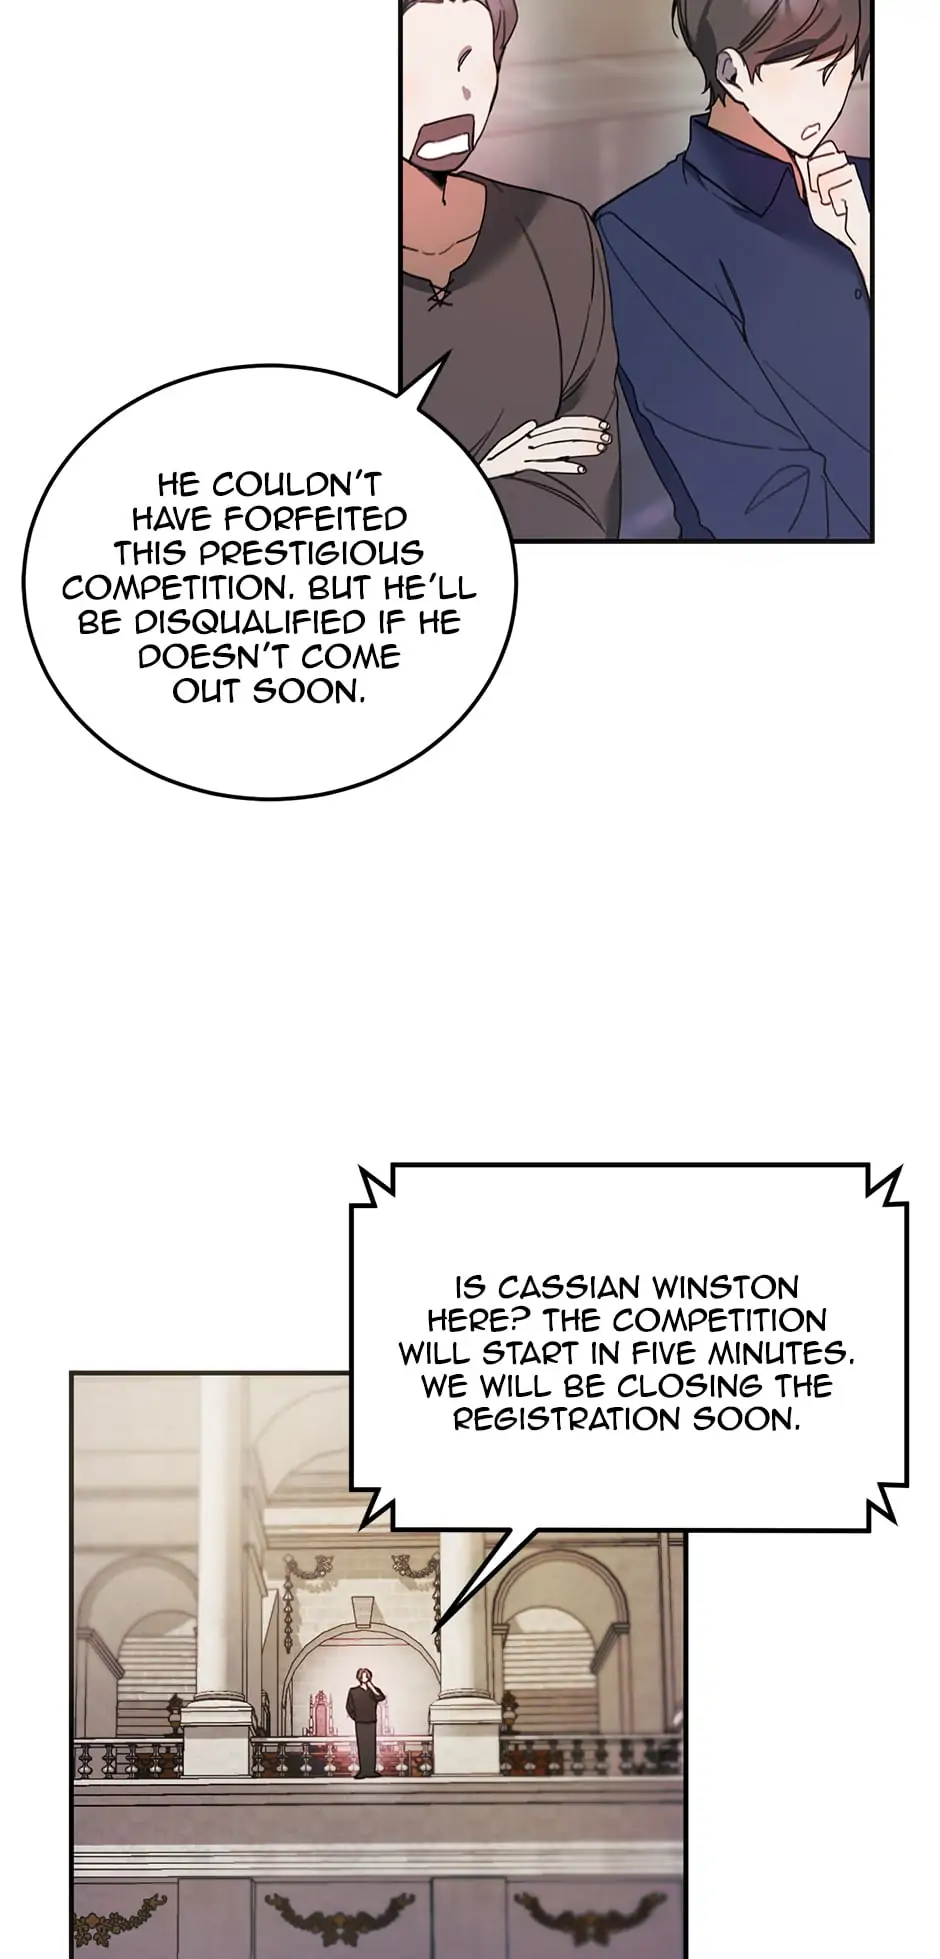 HE COULDN'T
HAVE FORFEITED
THIS PRESTIGIOUS
COMPETITION. BUT HE'LL
BE DISQUALIFIED IF HE
DOESN'T COME
OUT SOON.
IS CASSIAN WINSTON
HERE? THE COMPETITION
WILL START IN FIVE MINUTES.
WE WILL BE CLOSING THE
REGISTRATION SOON.